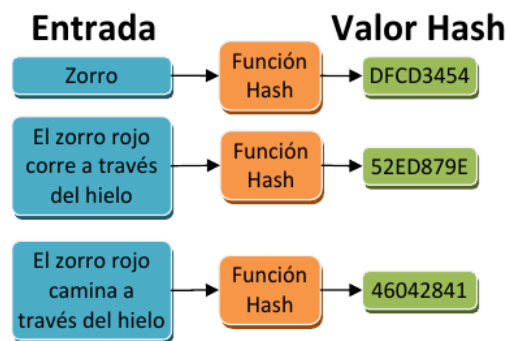 Entrada
Valor Hash
Zorro
Función
Hash
DFCD3454
El zorro rojo
corre a través
del hielo
Función
Hash
52ED879E
El zorro rojo
camina a
través del hielo
Función
Hash
46042841